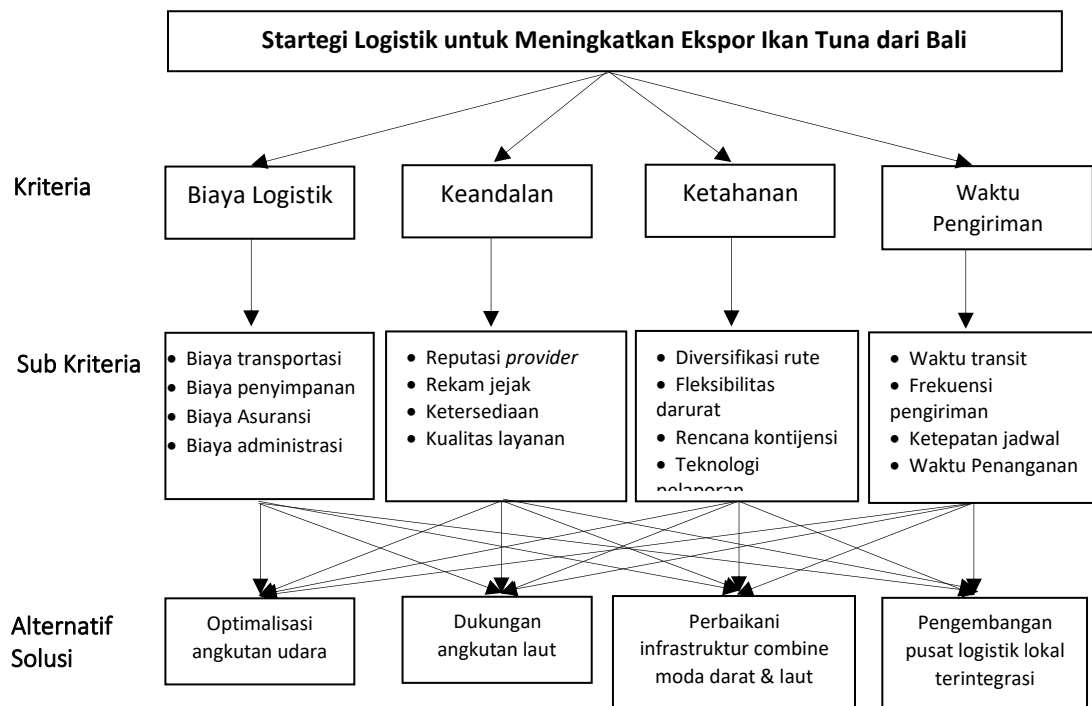 Startegi Logistik untuk Meningkatkan Ekspor Ikan Tuna dari Bali
Kriteria
Biaya Logistik
Keandalan
Ketahanan
Waktu
Pengiriman
Sub Kriteria
• Biaya transportasi
• Biaya penyimpanan
• Biaya Asuransi
• Biaya administrasi
• Reputasi provider
• Rekam jejak
• Ketersediaan
• Kualitas layanan
• Diversifikasi rute
• Fleksibilitas
darurat
• Rencana kontijensi
• Teknologi
pelaporan
• Waktu transit
• Frekuensi
pengiriman
• Ketepatan jadwal
• Waktu Penanganan
Alternatif
Solusi
Optimalisasi
angkutan udara
Dukungan
angkutan laut
Perbaikani
infrastruktur combine
moda darat & laut
Pengembangan
pusat logistik lokal
terintegrasi